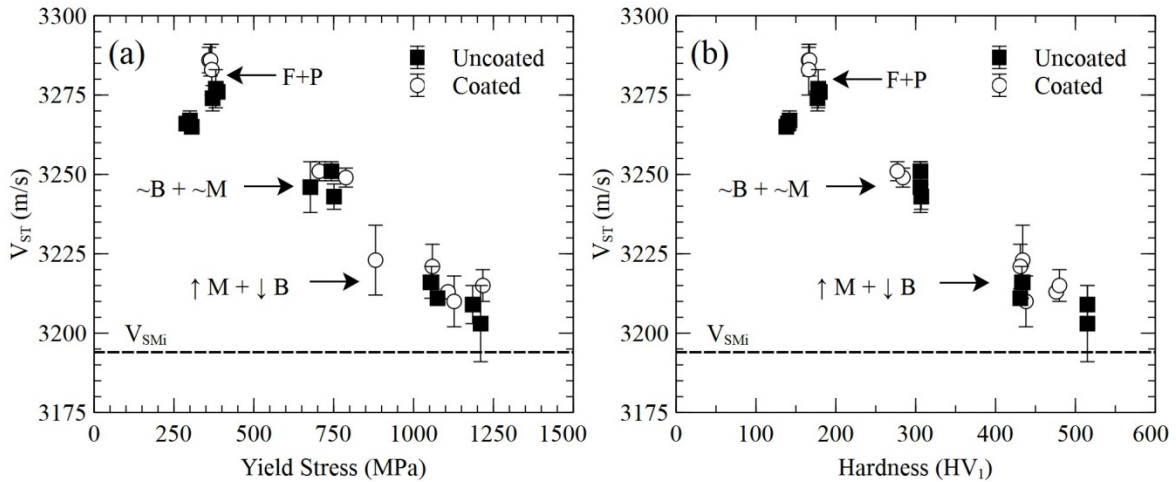 (a)
Uncoated
Coated
F+P
~B + ~M
↑ M + ↓ B
V_SMi
V_ST (m/s)
3300
3275
3250
3225
3200
3175
0 250 500 750 1000 1250 1500
Yield Stress (MPa)
(b)
Uncoated
Coated
F+P
~B + ~M
↑ M + ↓ B
V_SMi
V_ST (m/s)
3300
3275
3250
3225
3200
3175
0 100 200 300 400 500 600
Hardness (HV₁)